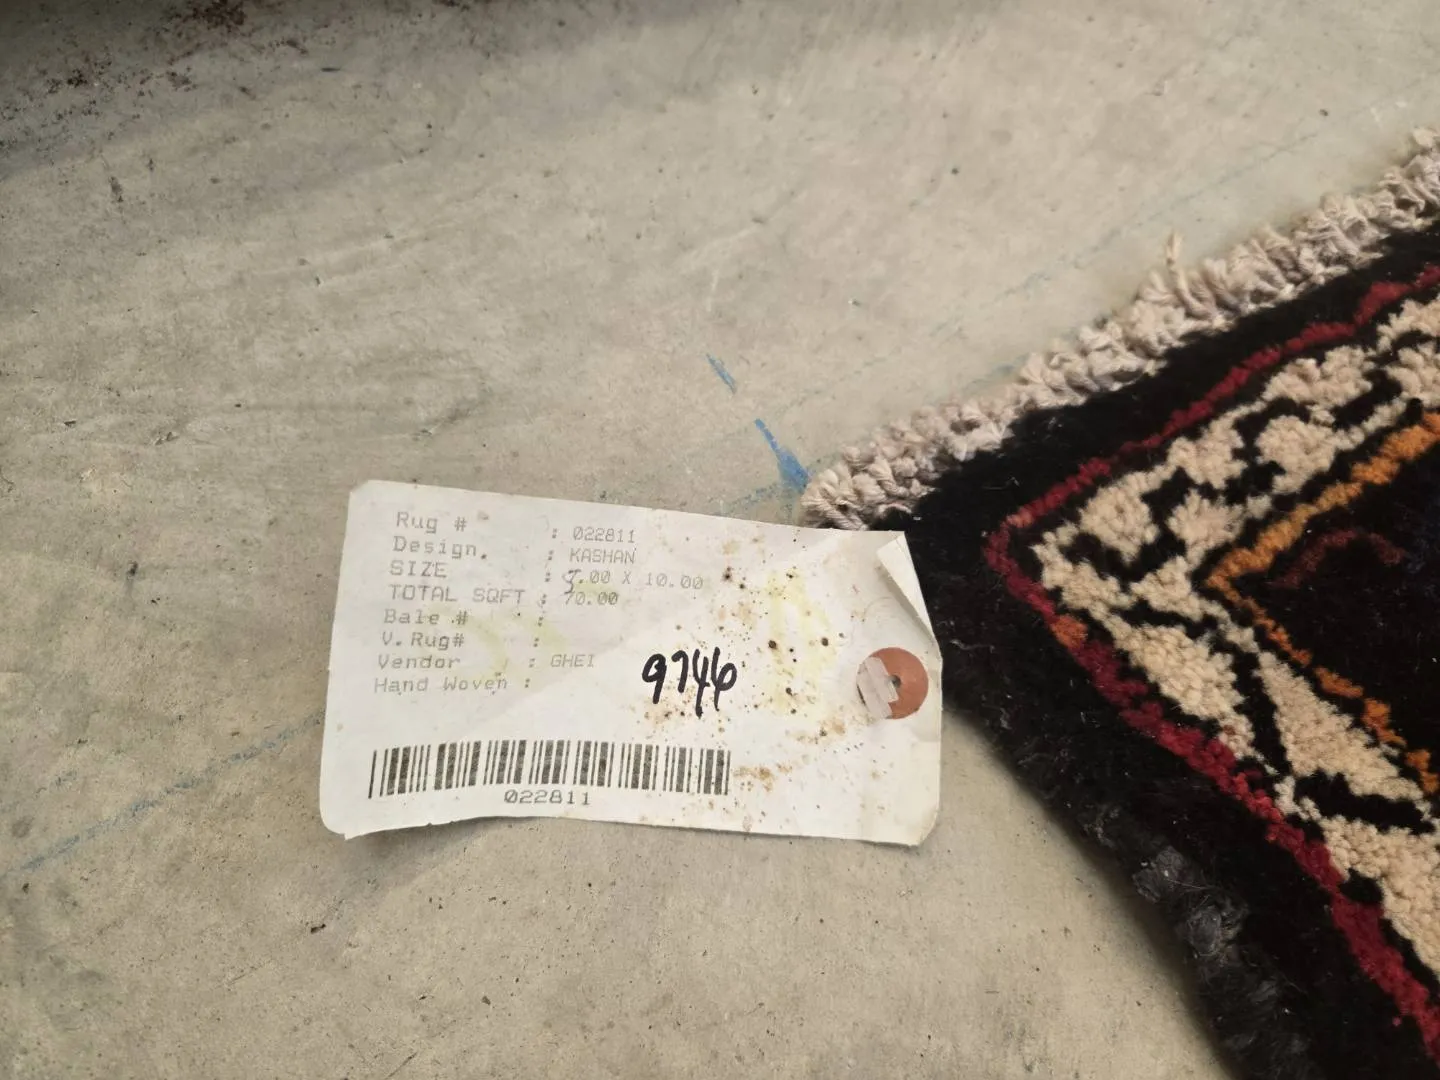 Rug # : 022811
Design. : KASHAN
SIZE : 7.00 X 10.00
TOTAL SQFT : 70.00
Bale # :
V.Rug# :
Vendor : GHEI
Hand Woven :
9746
022811